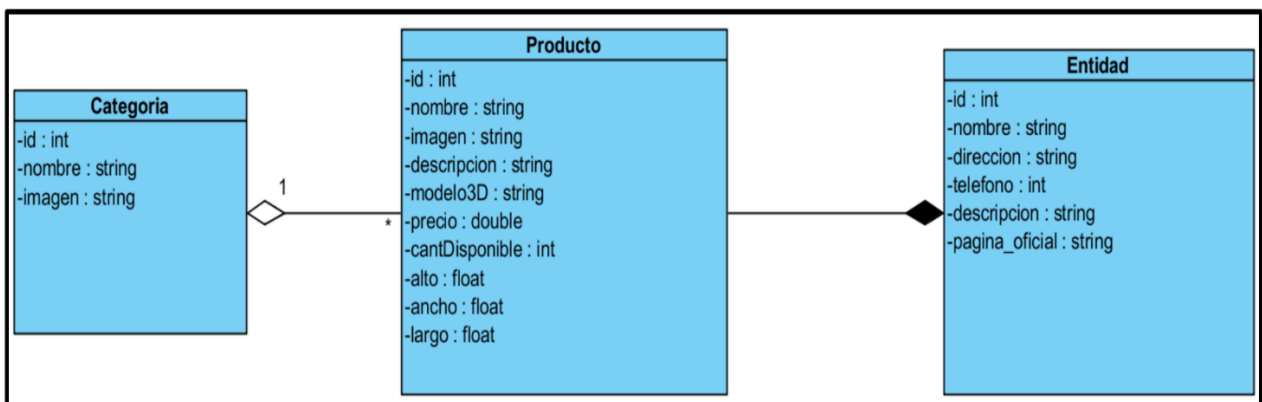 Categoria
-id : int
-nombre : string
-imagen : string
1
*
Producto
-id : int
-nombre : string
-imagen : string
-descripcion : string
-modelo3D : string
-precio : double
-cantDisponible : int
-alto : float
-ancho : float
-largo : float
Entidad
-id : int
-nombre : string
-direccion : string
-telefono : int
-descripcion : string
-pagina_oficial : string